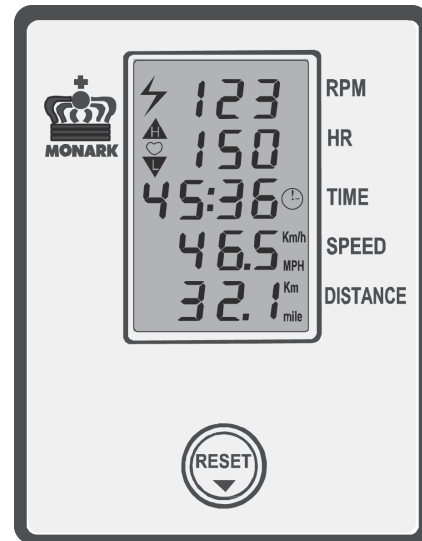 123 RPM
H
MONARK 150 HR
L
45:36 TIME
46.5 Km/h MPH SPEED
32.1 Km mile DISTANCE
RESET